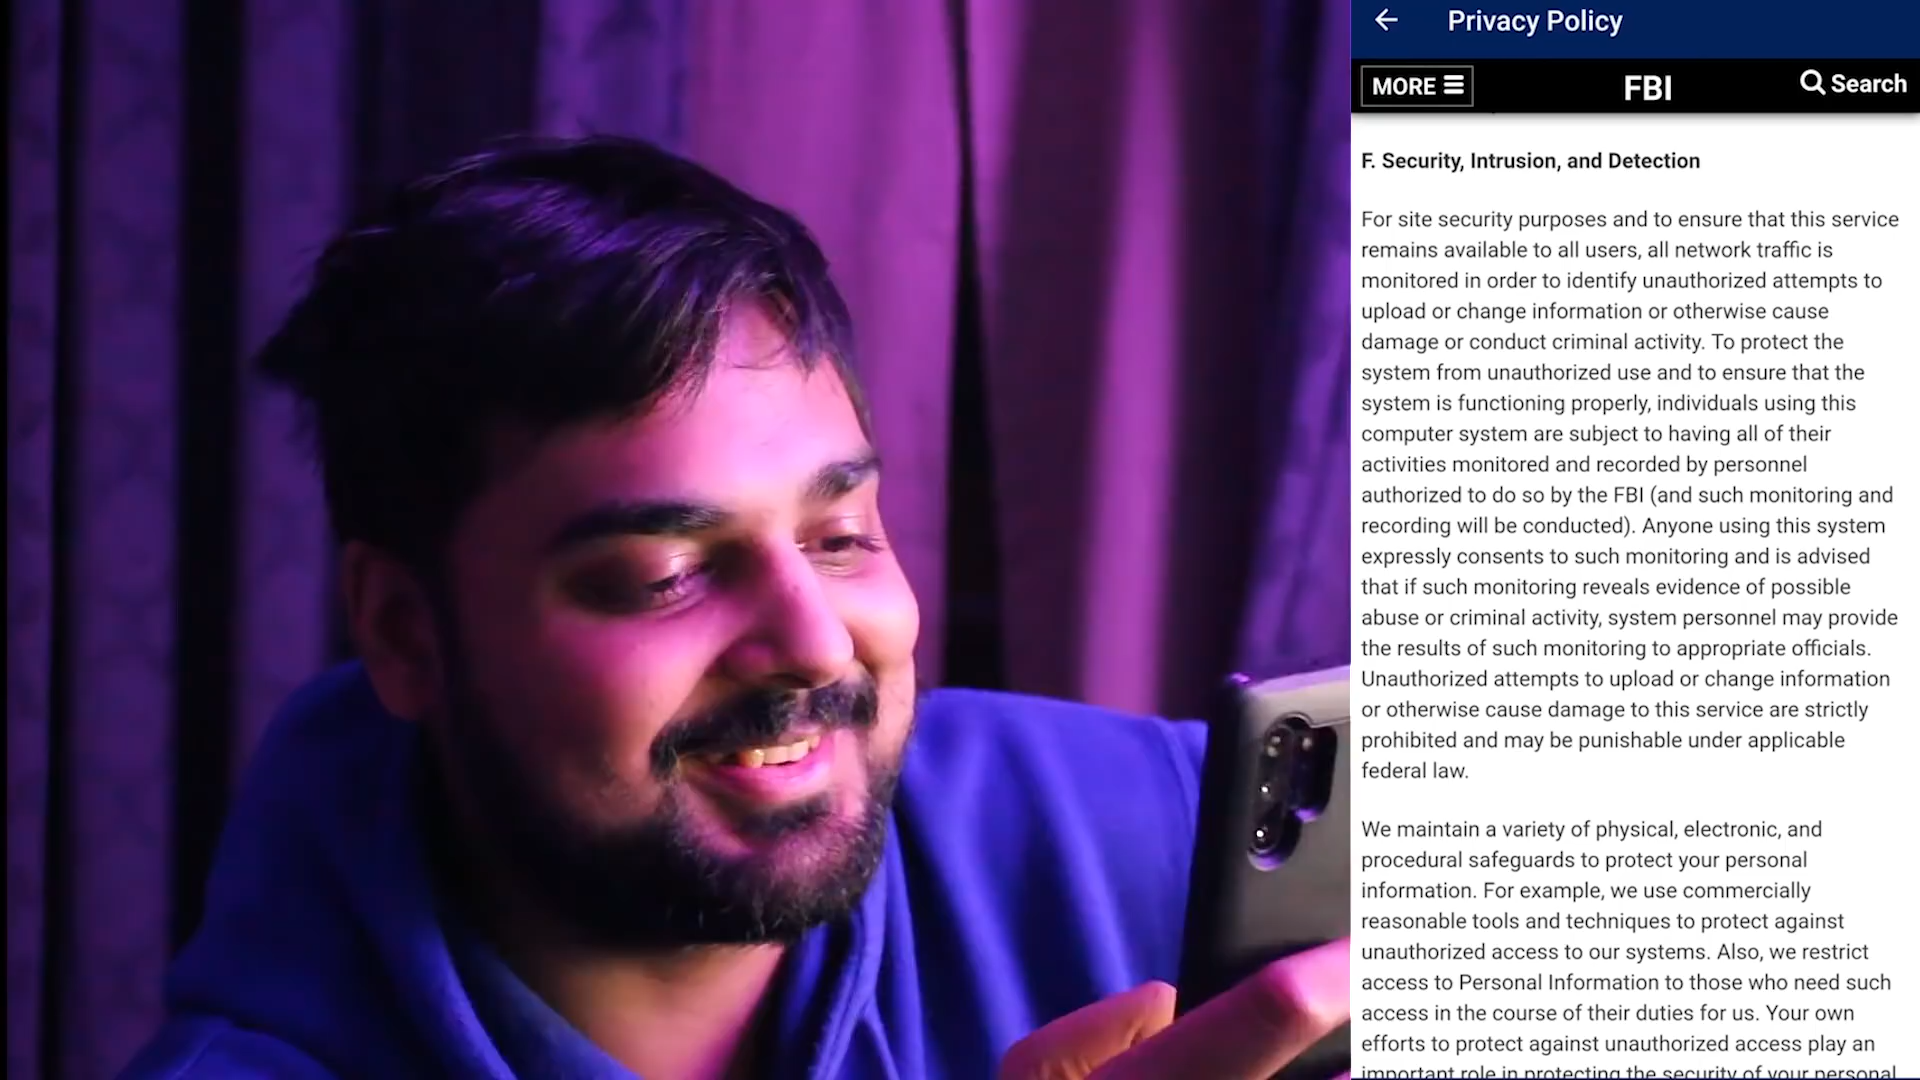 Privacy Policy
MORE
FBI
Search
F. Security, Intrusion, and Detection
For site security purposes and to ensure that this service
remains available to all users, all network traffic is
monitored in order to identify unauthorized attempts to
upload or change information or otherwise cause
damage or conduct criminal activity. To protect the
system from unauthorized use and to ensure that the
system is functioning properly, individuals using this
computer system are subject to having all of their
activities monitored and recorded by personnel
authorized to do so by the FBI (and such monitoring and
recording will be conducted). Anyone using this system
expressly consents to such monitoring and is advised
that if such monitoring reveals evidence of possible
abuse or criminal activity, system personnel may provide
the results of such monitoring to appropriate officials.
Unauthorized attempts to upload or change information
or otherwise cause damage to this service are strictly
prohibited and may be punishable under applicable
federal law.
We maintain a variety of physical, electronic, and
procedural safeguards to protect your personal
information. For example, we use commercially
reasonable tools and techniques to protect against
unauthorized access to our systems. Also, we restrict
access to Personal Information to those who need such
access in the course of their duties for us. Your own
efforts to protect against unauthorized access play an
important role in protecting the security of your personal